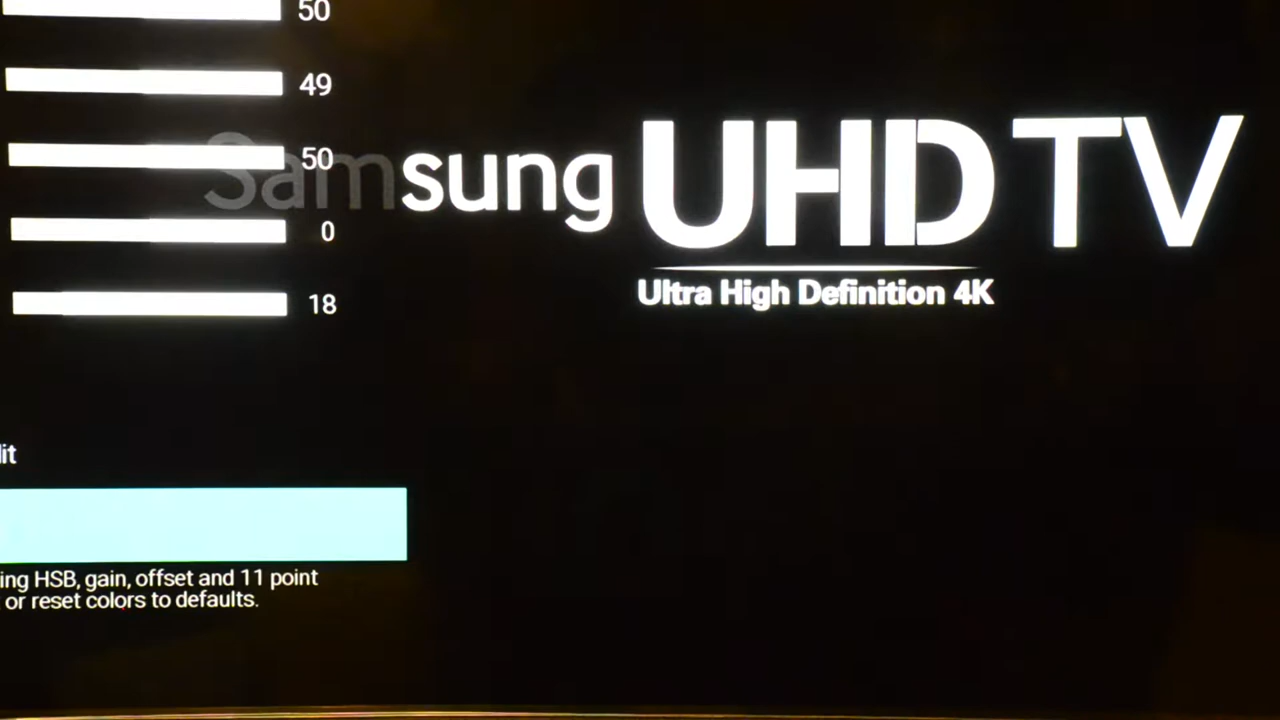 50
49
50
0
18
Samsung UHD TV
Ultra High Definition 4K
lit
ing HSB, gain, offset and 11 point
or reset colors to defaults.